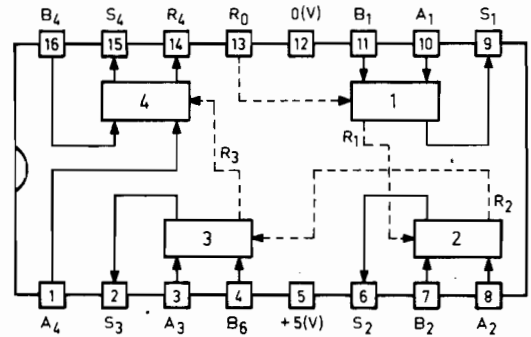 B4 S4 R4 R0 0(V) B1 A1 S1
16 15 14 13 12 11 10 9
4 1
R3 R1
R2
3 2
1 2 3 4 5 6 7 8
A4 S3 A3 B6 +5(V) S2 B2 A2